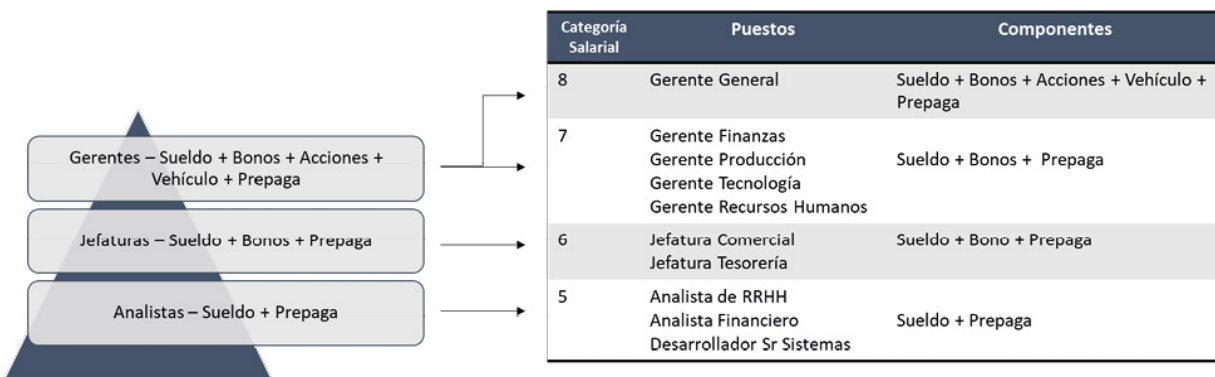 Gerentes – Sueldo + Bonos + Acciones +
Vehículo + Prepaga
Jefaturas – Sueldo + Bonos + Prepaga
Analistas – Sueldo + Prepaga
Categoría
Salarial
Puestos
Componentes
8
Gerente General
Sueldo + Bonos + Acciones + Vehículo +
Prepaga
7
Gerente Finanzas
Gerente Producción
Gerente Tecnología
Gerente Recursos Humanos
Sueldo + Bonos + Prepaga
6
Jefatura Comercial
Jefatura Tesorería
Sueldo + Bono + Prepaga
5
Analista de RRHH
Analista Financiero
Desarrollador Sr Sistemas
Sueldo + Prepaga